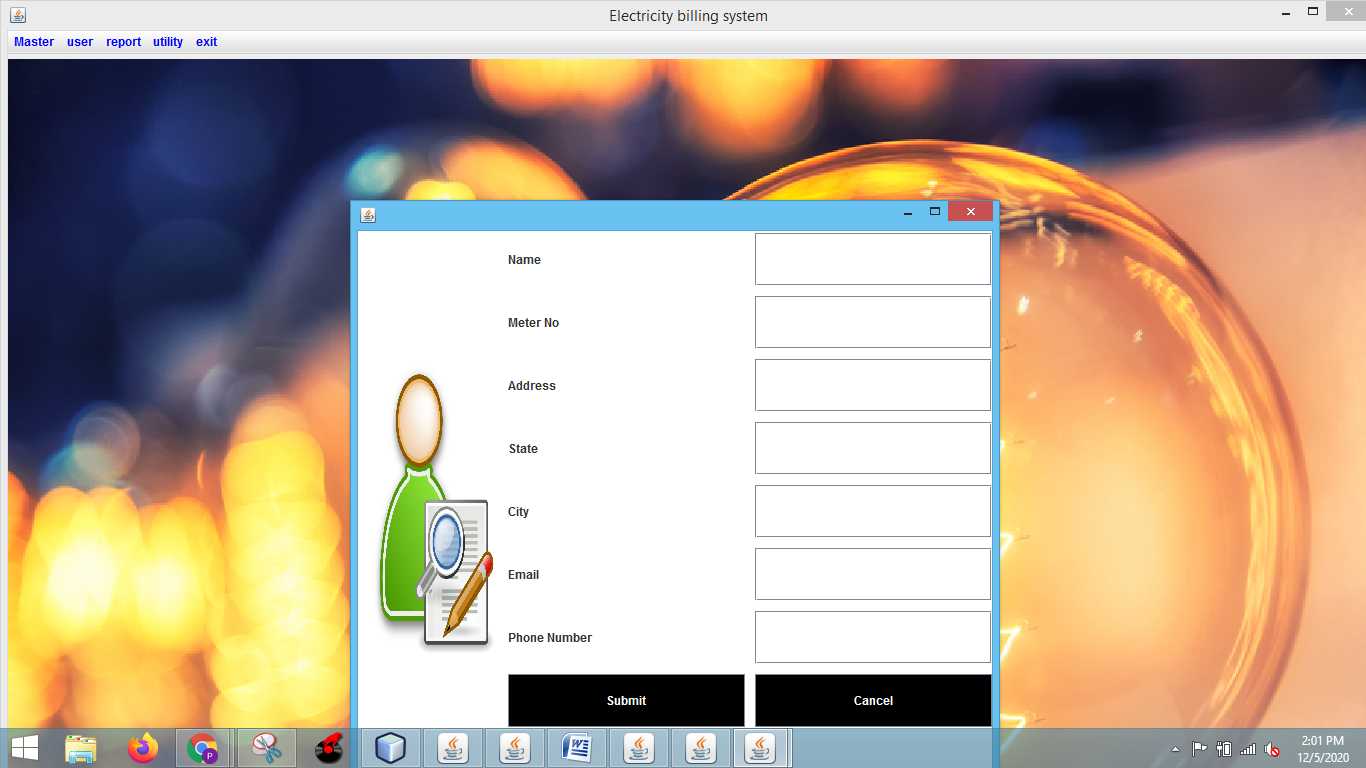 Electricity billing system
Master user report utility exit
Name
Meter No
Address
State
City
Email
Phone Number
Submit Cancel
P
W
2:01 PM
12/5/2020